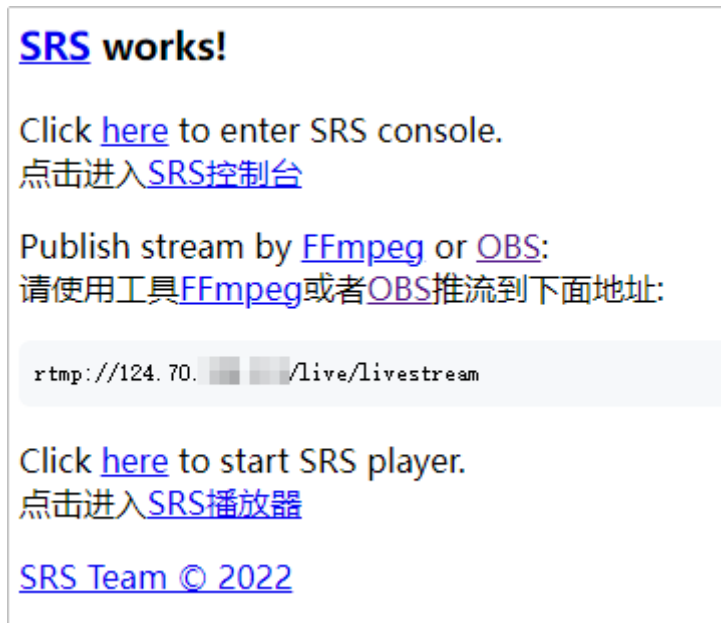 SRS works!
Click here to enter SRS console.
点击进入SRS控制台
Publish stream by FFmpeg or OBS:
请使用工具FFmpeg或者OBS推流到下面地址:
rtmp://124.70. /live/livestream
Click here to start SRS player.
点击进入SRS播放器
SRS Team © 2022